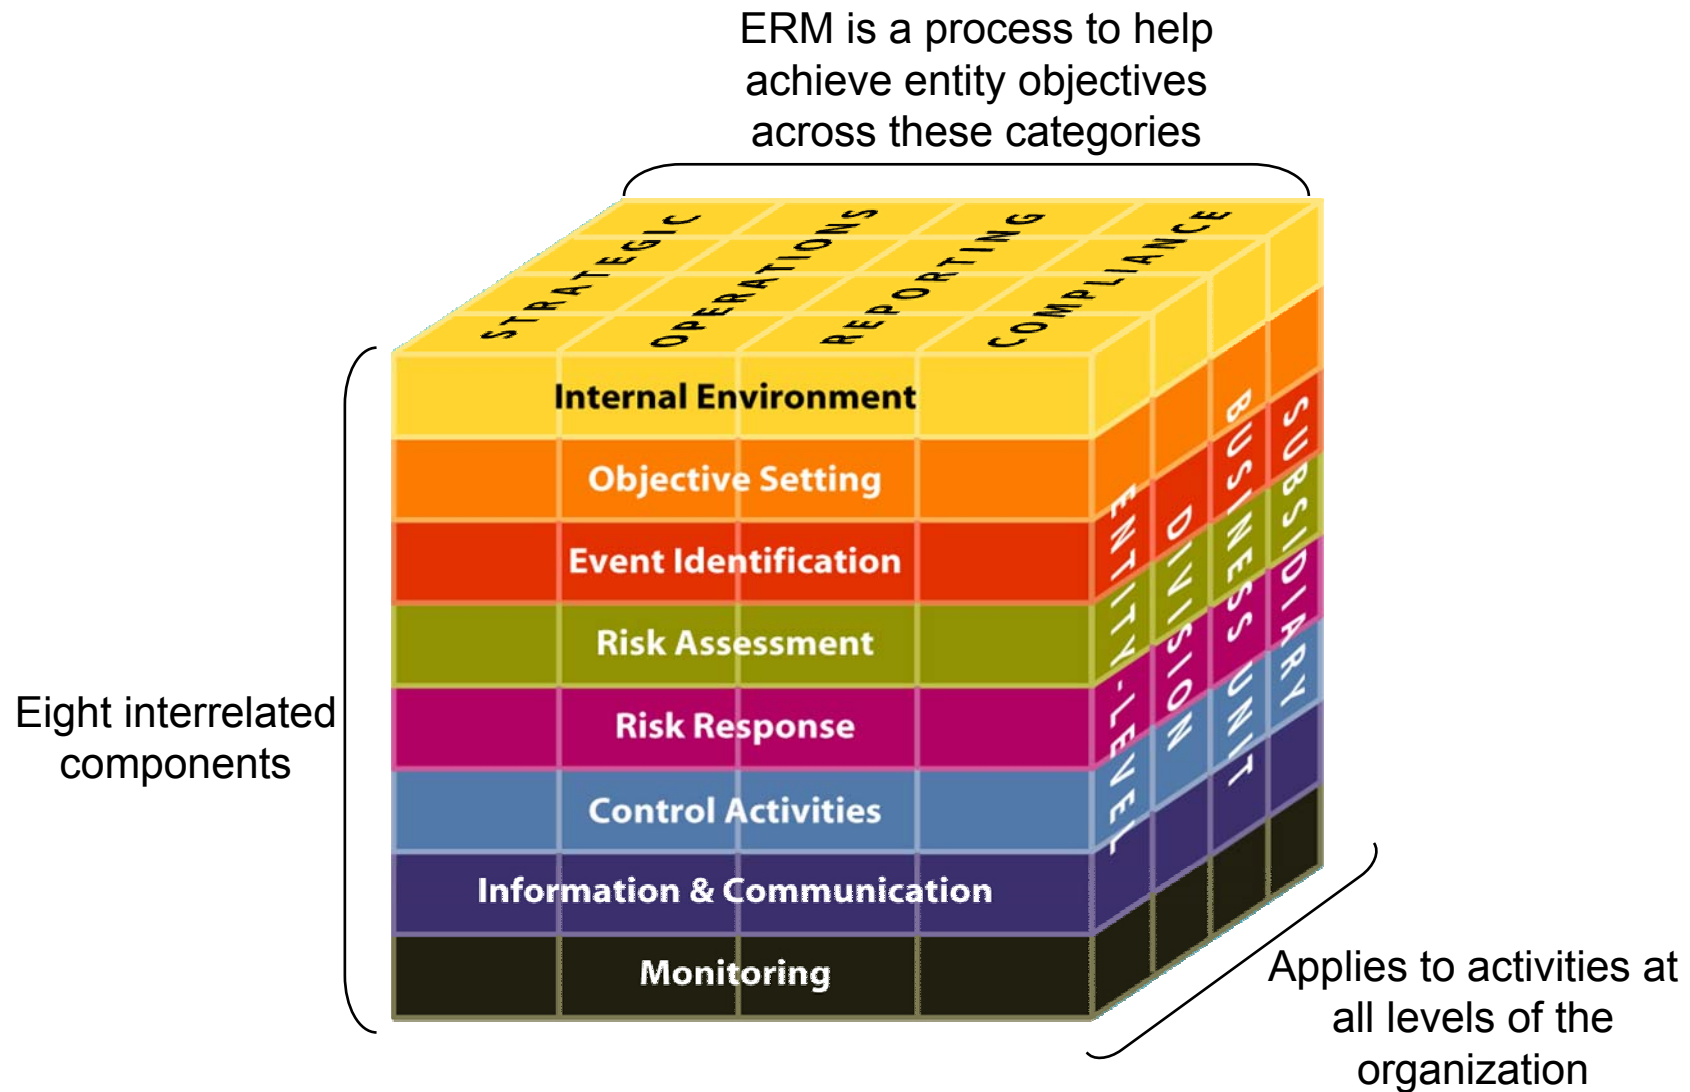 ERM is a process to help
achieve entity objectives
across these categories
STRATEGIC
OPERATIONS
REPORTING
COMPLIANCE
Internal Environment
Objective Setting
Event Identification
Risk Assessment
Risk Response
Control Activities
Information & Communication
Monitoring
ENTITY-LEVEL
DIVISION
BUSINESS UNIT
SUBSIDIARY
Eight interrelated
components
Applies to activities at
all levels of the
organization